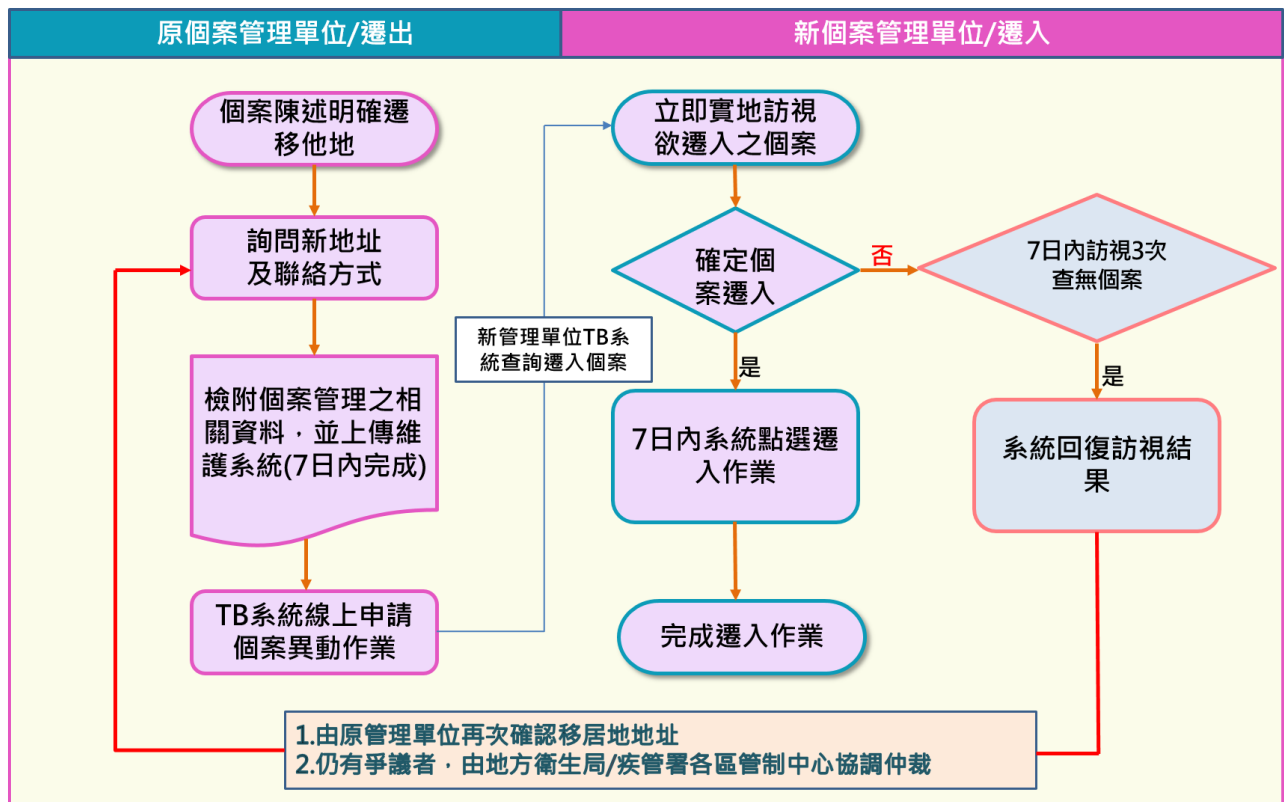 原個案管理單位/遷出
新個案管理單位/遷入
個案陳述明確遷
移他地
詢問新地址
及聯絡方式
檢附個案管理之相
關資料，並上傳維
護系統(7日內完成)
TB系統線上申請
個案異動作業
新管理單位TB系
統查詢遷入個案
立即實地訪視
欲遷入之個案
確定個
案遷入
否
是
7日內系統點選遷
入作業
完成遷入作業
7日內訪視3次
查無個案
是
系統回復訪視結
果
1.由原管理單位再次確認移居地地址
2.仍有爭議者，由地方衛生局/疾管署各區管制中心協調仲裁